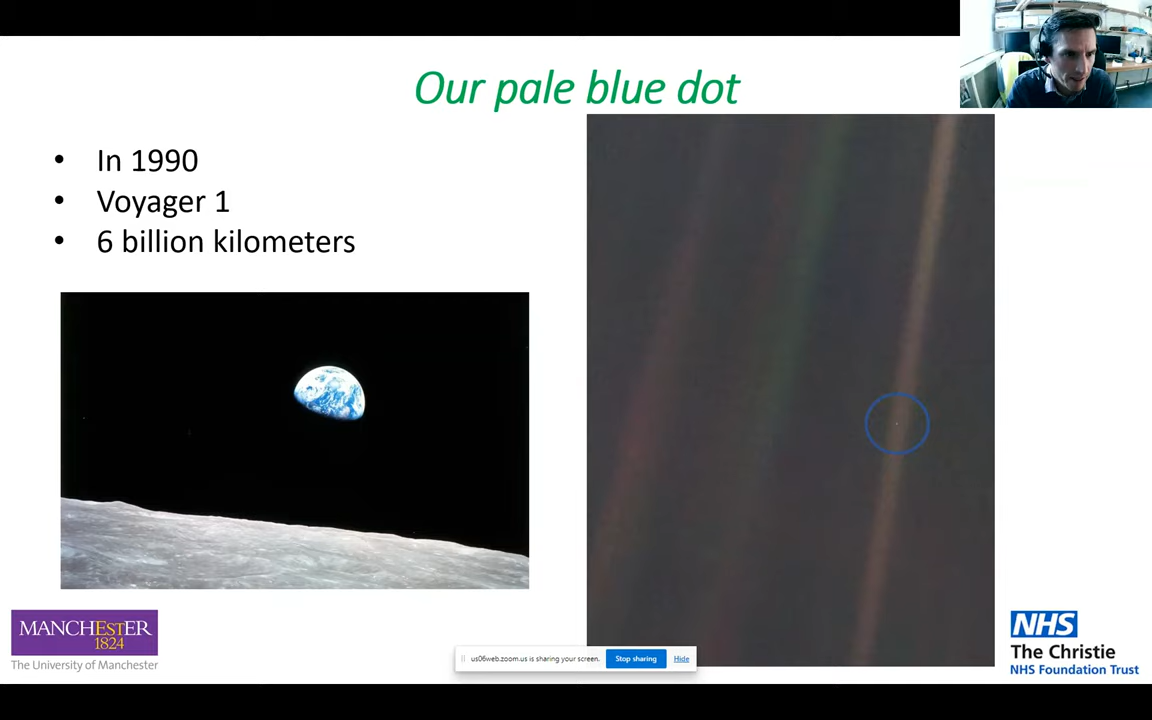 Our pale blue dot
• In 1990
• Voyager 1
• 6 billion kilometers
MANCHESTER
1824
The University of Manchester
us06web.zoom.us is sharing your screen.
Stop sharing
Hide
NHS
The Christie
NHS Foundation Trust